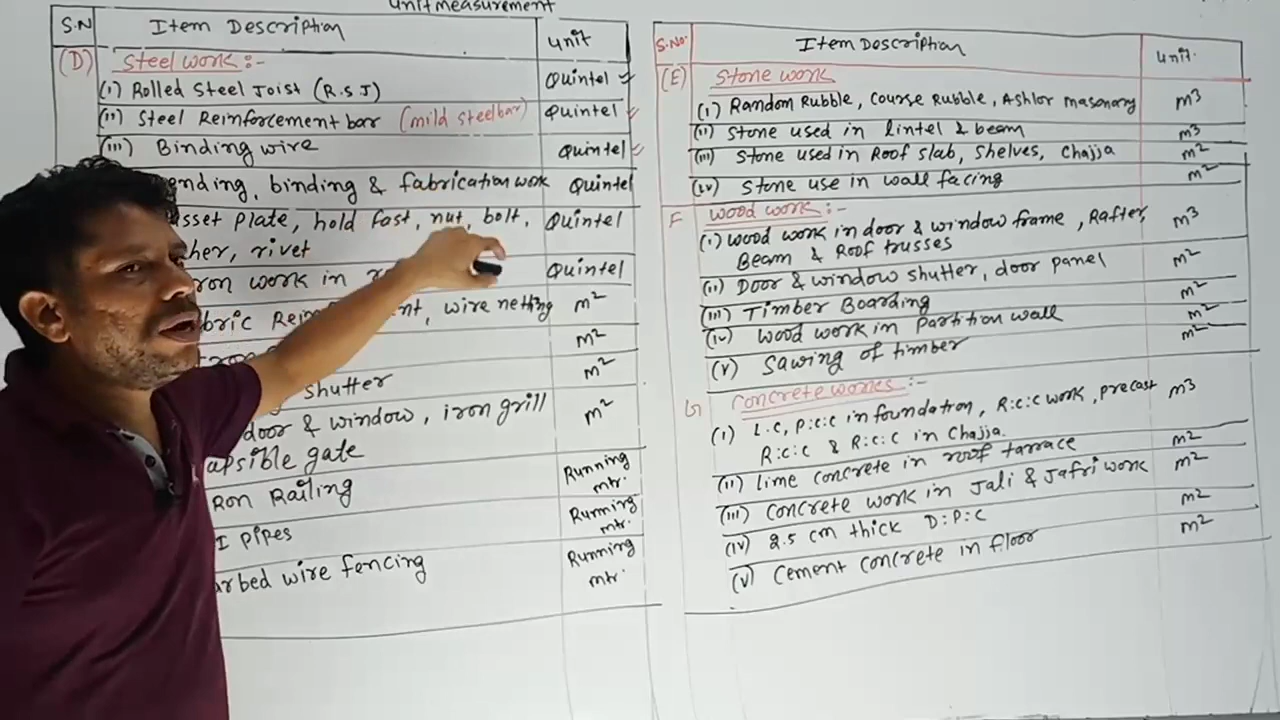 unit measurement
S.N Item Description unit
(D) Steel work :-
(i) Rolled Steel Joist (R.S.J) Quintel
(ii) Steel Reinforcement bar (mild steel bar) Quintel
(iii) Binding wire Quintel
ending, binding & fabrication work Quintel
sset plate, hold fast, nut, bolt, Quintel
her, rivet
ron work in Quintel
bric Rein nt, wire netting m²
m²
shutter m²
door & window, iron grill m²
apsible gate
Ron Railing Running mtr.
I pipes Running mtr.
arbed wire fencing Running mtr.
S.No. Item Description unit.
(E) Stone work
(i) Random Rubble, Course Rubble, Ashlor masonary m³
(ii) Stone used in lintel & beam m³
(iii) Stone used in Roof slab, shelves, chajja m²
(iv) Stone use in wall facing m²
F wood work :-
(i) wood work in door & window frame, Rafter, m³
Beam & Roof trusses
(ii) Door & window shutter, door panel m²
(iii) Timber Boarding m²
(iv) wood work in Partition wall m²
(v) Sawing of timber m²
G Concrete works :-
(i) L.C, P.C.C in foundation, R.C.C work, precast m³
R.C.C & R.C.C in Chajja.
(ii) Lime concrete in roof tarrace m²
(iii) Concrete work in Jali & Jafri work m²
(iv) 2.5 cm thick D.P.C m²
(v) Cement concrete in floor m²